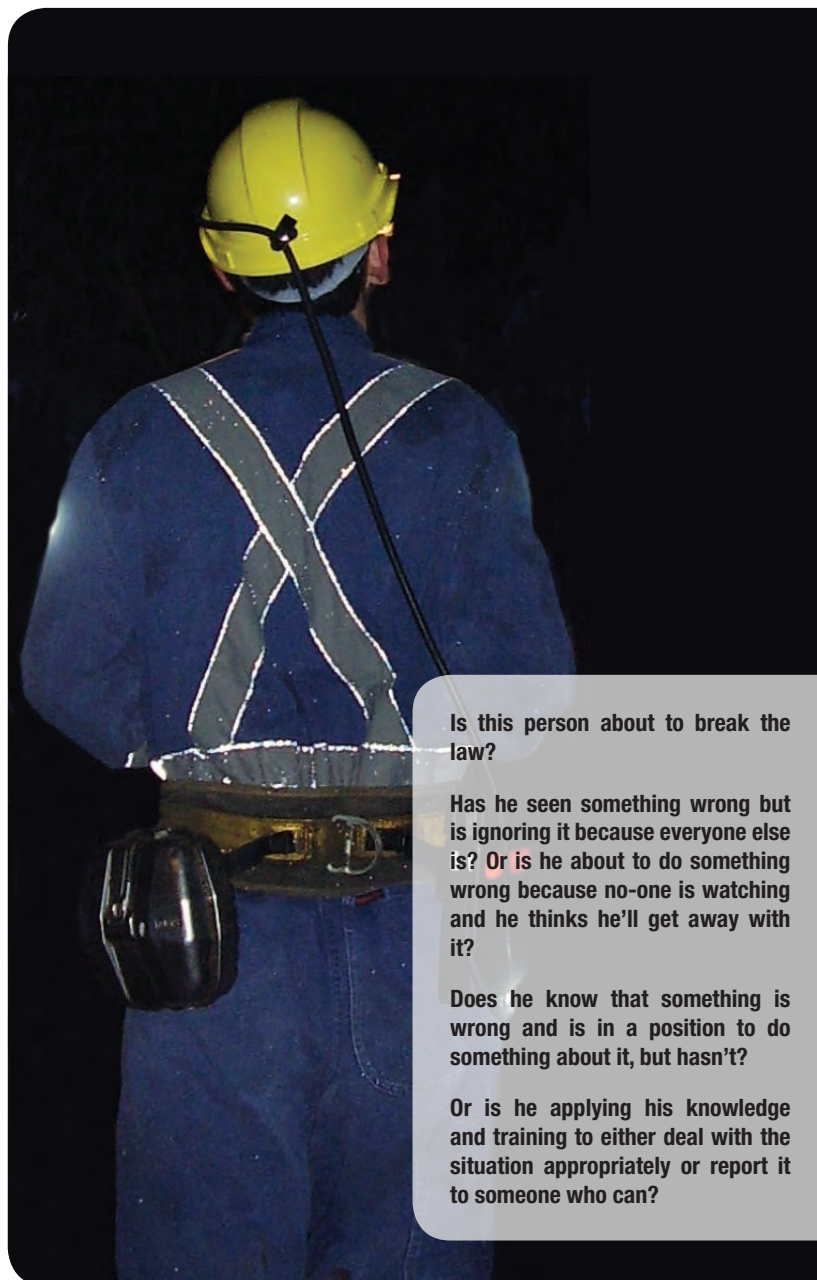 Is this person about to break the
law?
Has he seen something wrong but
is ignoring it because everyone else
is? Or is he about to do something
wrong because no-one is watching
and he thinks he'll get away with
it?
Does he know that something is
wrong and is in a position to do
something about it, but hasn't?
Or is he applying his knowledge
and training to either deal with the
situation appropriately or report it
to someone who can?